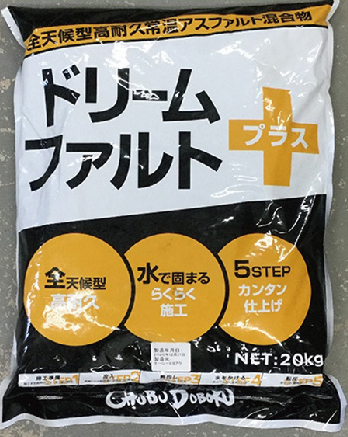 全天候型高耐久常温アスファルト混合物
ドリーム
ファルト
プラス
全天候型
高耐久
水で固まる
らくらく
施工
5STEP
カンタン
仕上げ
NET:20kg
CHUBU DOBOKU